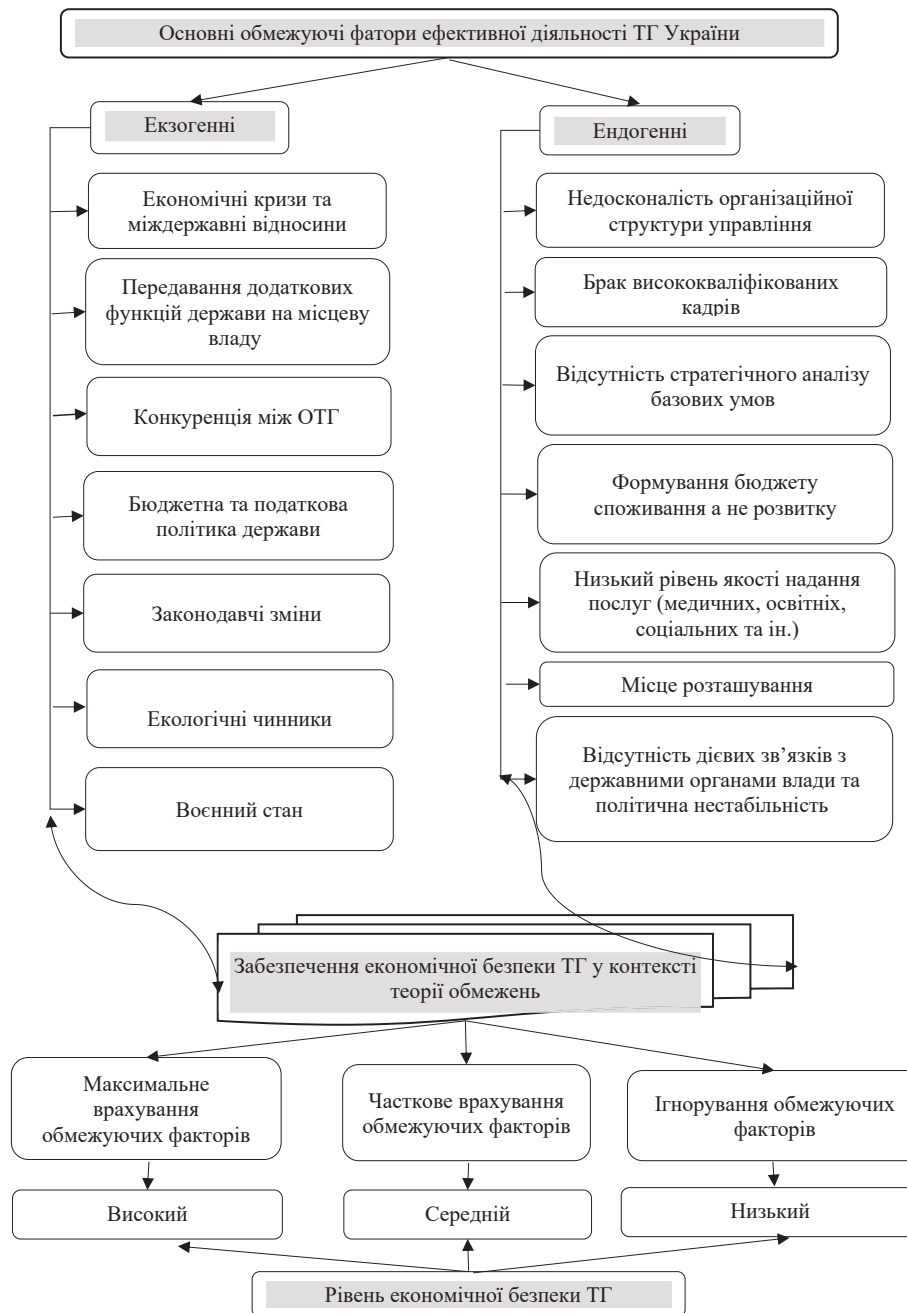 Основні обмежуючі фатори ефективної діяльності ТГ України
Екзогенні
Економічні кризи та
міждержавні відносини
Передавання додаткових
функцій держави на місцеву
владу
Конкуренція між ОТГ
Бюджетна та податкова
політика держави
Законодавчі зміни
Екологічні чинники
Воєнний стан
Ендогенні
Недосконалість організаційної
структури управління
Брак висококваліфікованих
кадрів
Відсутність стратегічного аналізу
базових умов
Формування бюджету
споживання а не розвитку
Низький рівень якості надання
послуг (медичних, освітніх,
соціальних та ін.)
Місце розташування
Відсутність дієвих зв’язків з
державними органами влади та
політична нестабільність
Забезпечення економічної безпеки ТГ у контексті
теорії обмежень
Максимальне
врахування
обмежуючих факторів
Часткове врахування
обмежуючих факторів
Ігнорування обмежуючих
факторів
Високий
Середній
Низький
Рівень економічної безпеки ТГ